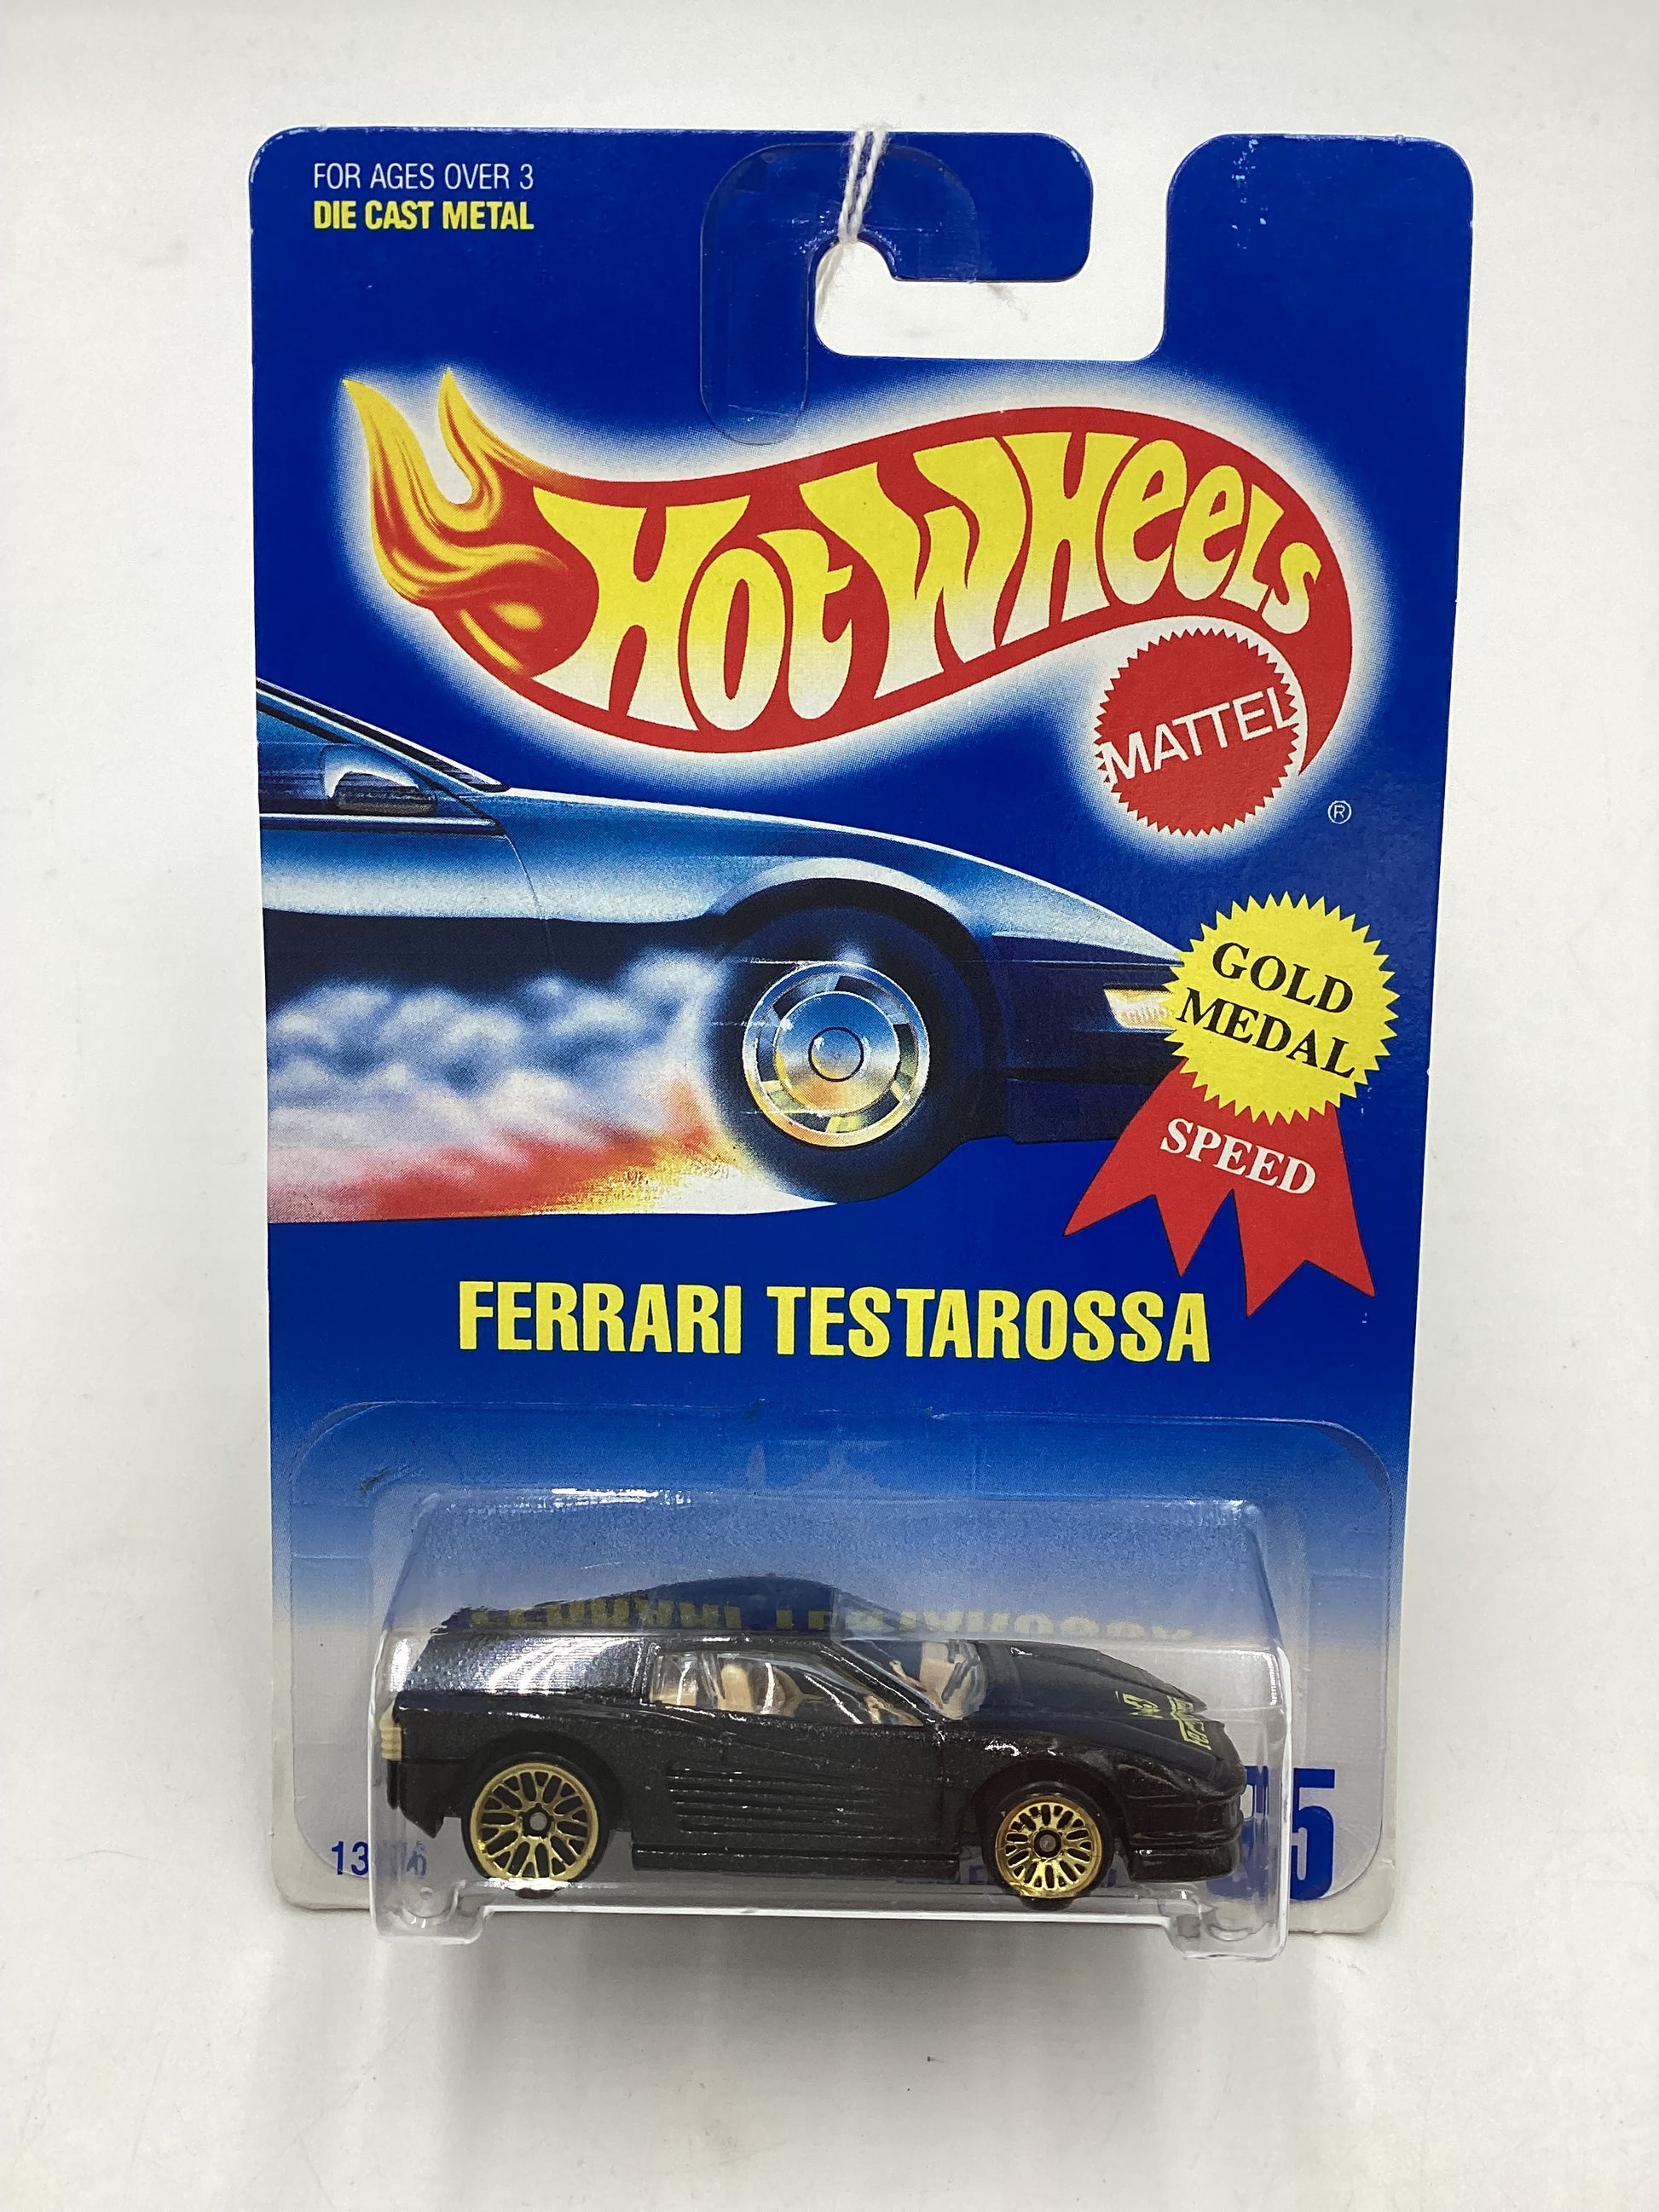 FOR AGES OVER 3
DIE CAST METAL
HOT WHEELS
MATTEL
®
GOLD
MEDAL
SPEED
FERRARI TESTAROSSA